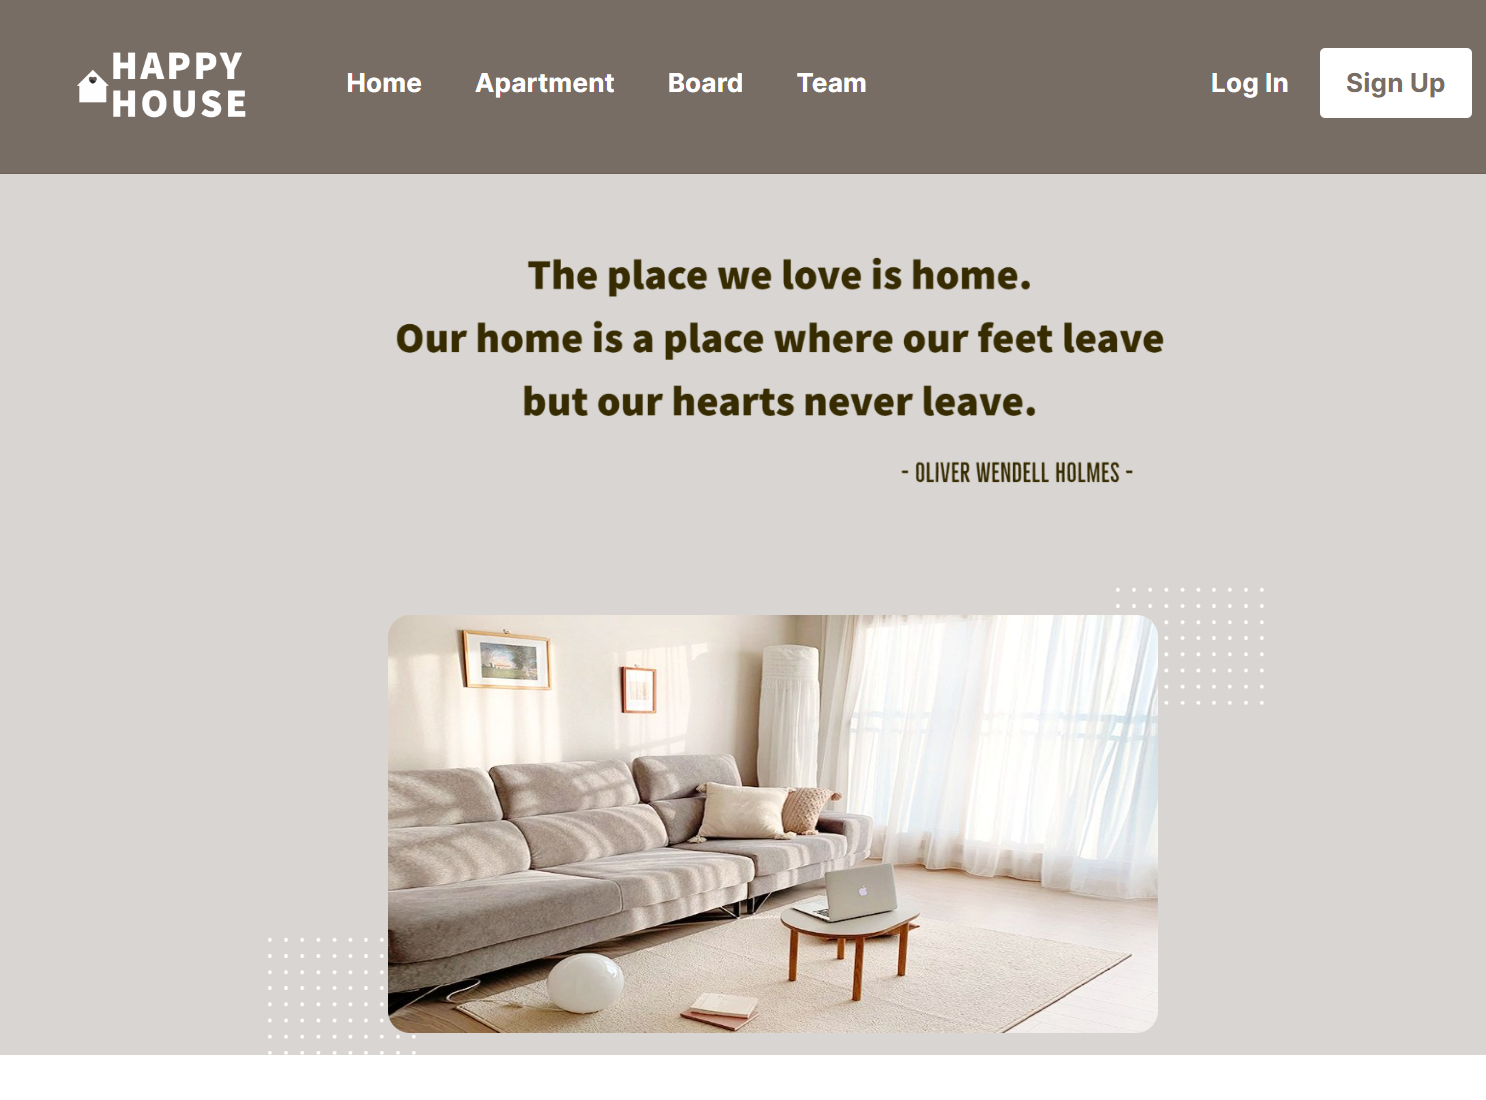 HAPPY
HOUSE
Home Apartment Board Team Log In Sign Up
The place we love is home.
Our home is a place where our feet leave
but our hearts never leave.
- OLIVER WENDELL HOLMES -